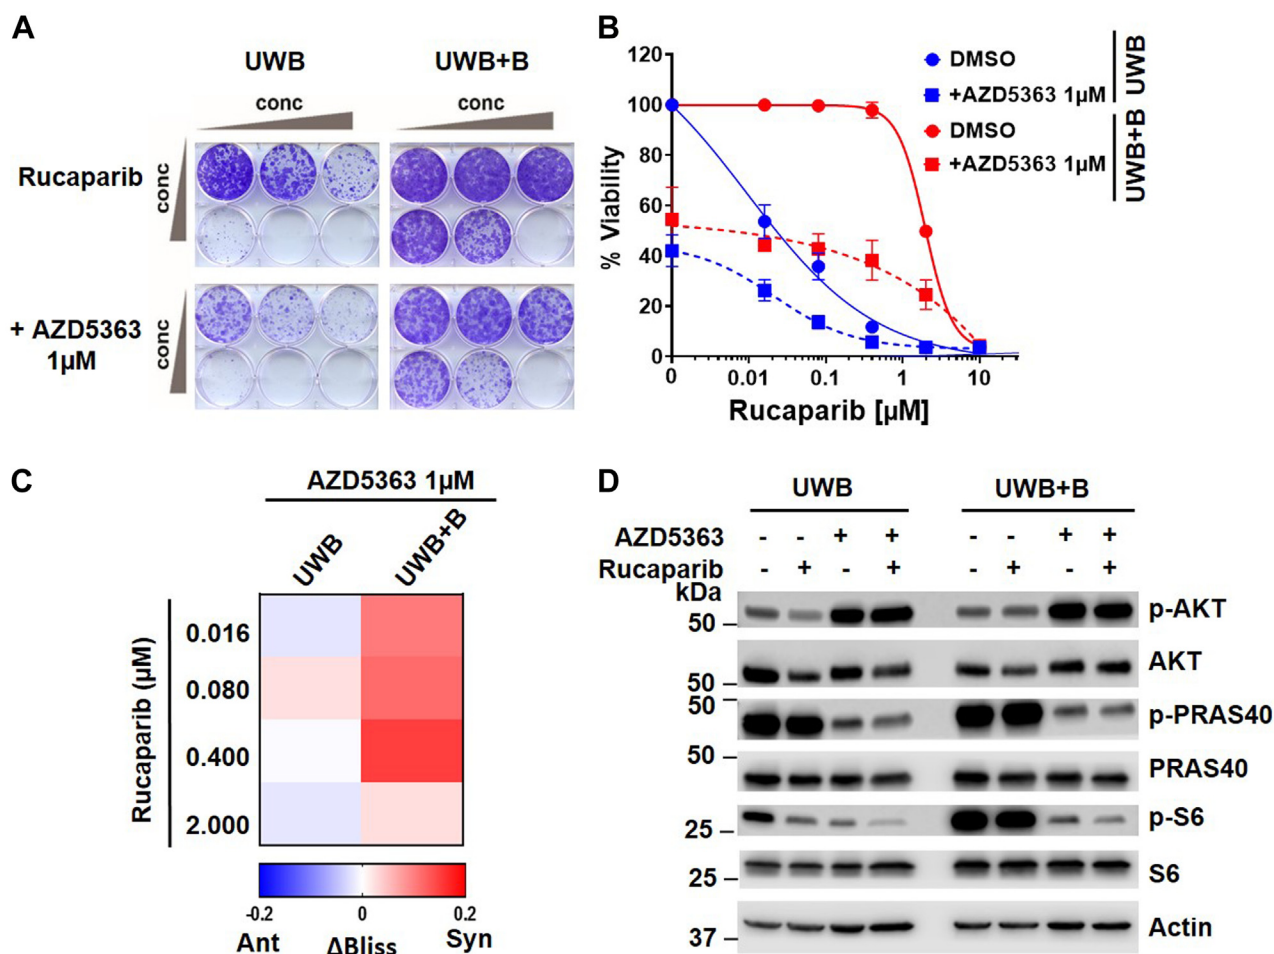 A
UWB
UWB+B
conc
conc
Rucaparib
conc
+ AZD5363
1µM
conc
B
120
100
80
60
40
20
0
% Viability
0
0.01
0.1
1
10
Rucaparib [µM]
DMSO
+AZD5363 1µM
UWB
DMSO
+AZD5363 1µM
UWB+B
C
AZD5363 1µM
UWB
UWB+B
Rucaparib (µM)
0.016
0.080
0.400
2.000
-0.2
0
0.2
Ant
ΔBliss
Syn
D
UWB
UWB+B
AZD5363 - - + + - - + +
Rucaparib - + - + - + - +
kDa
50
p-AKT
50
AKT
50
p-PRAS40
50
PRAS40
25
p-S6
25
S6
37
Actin